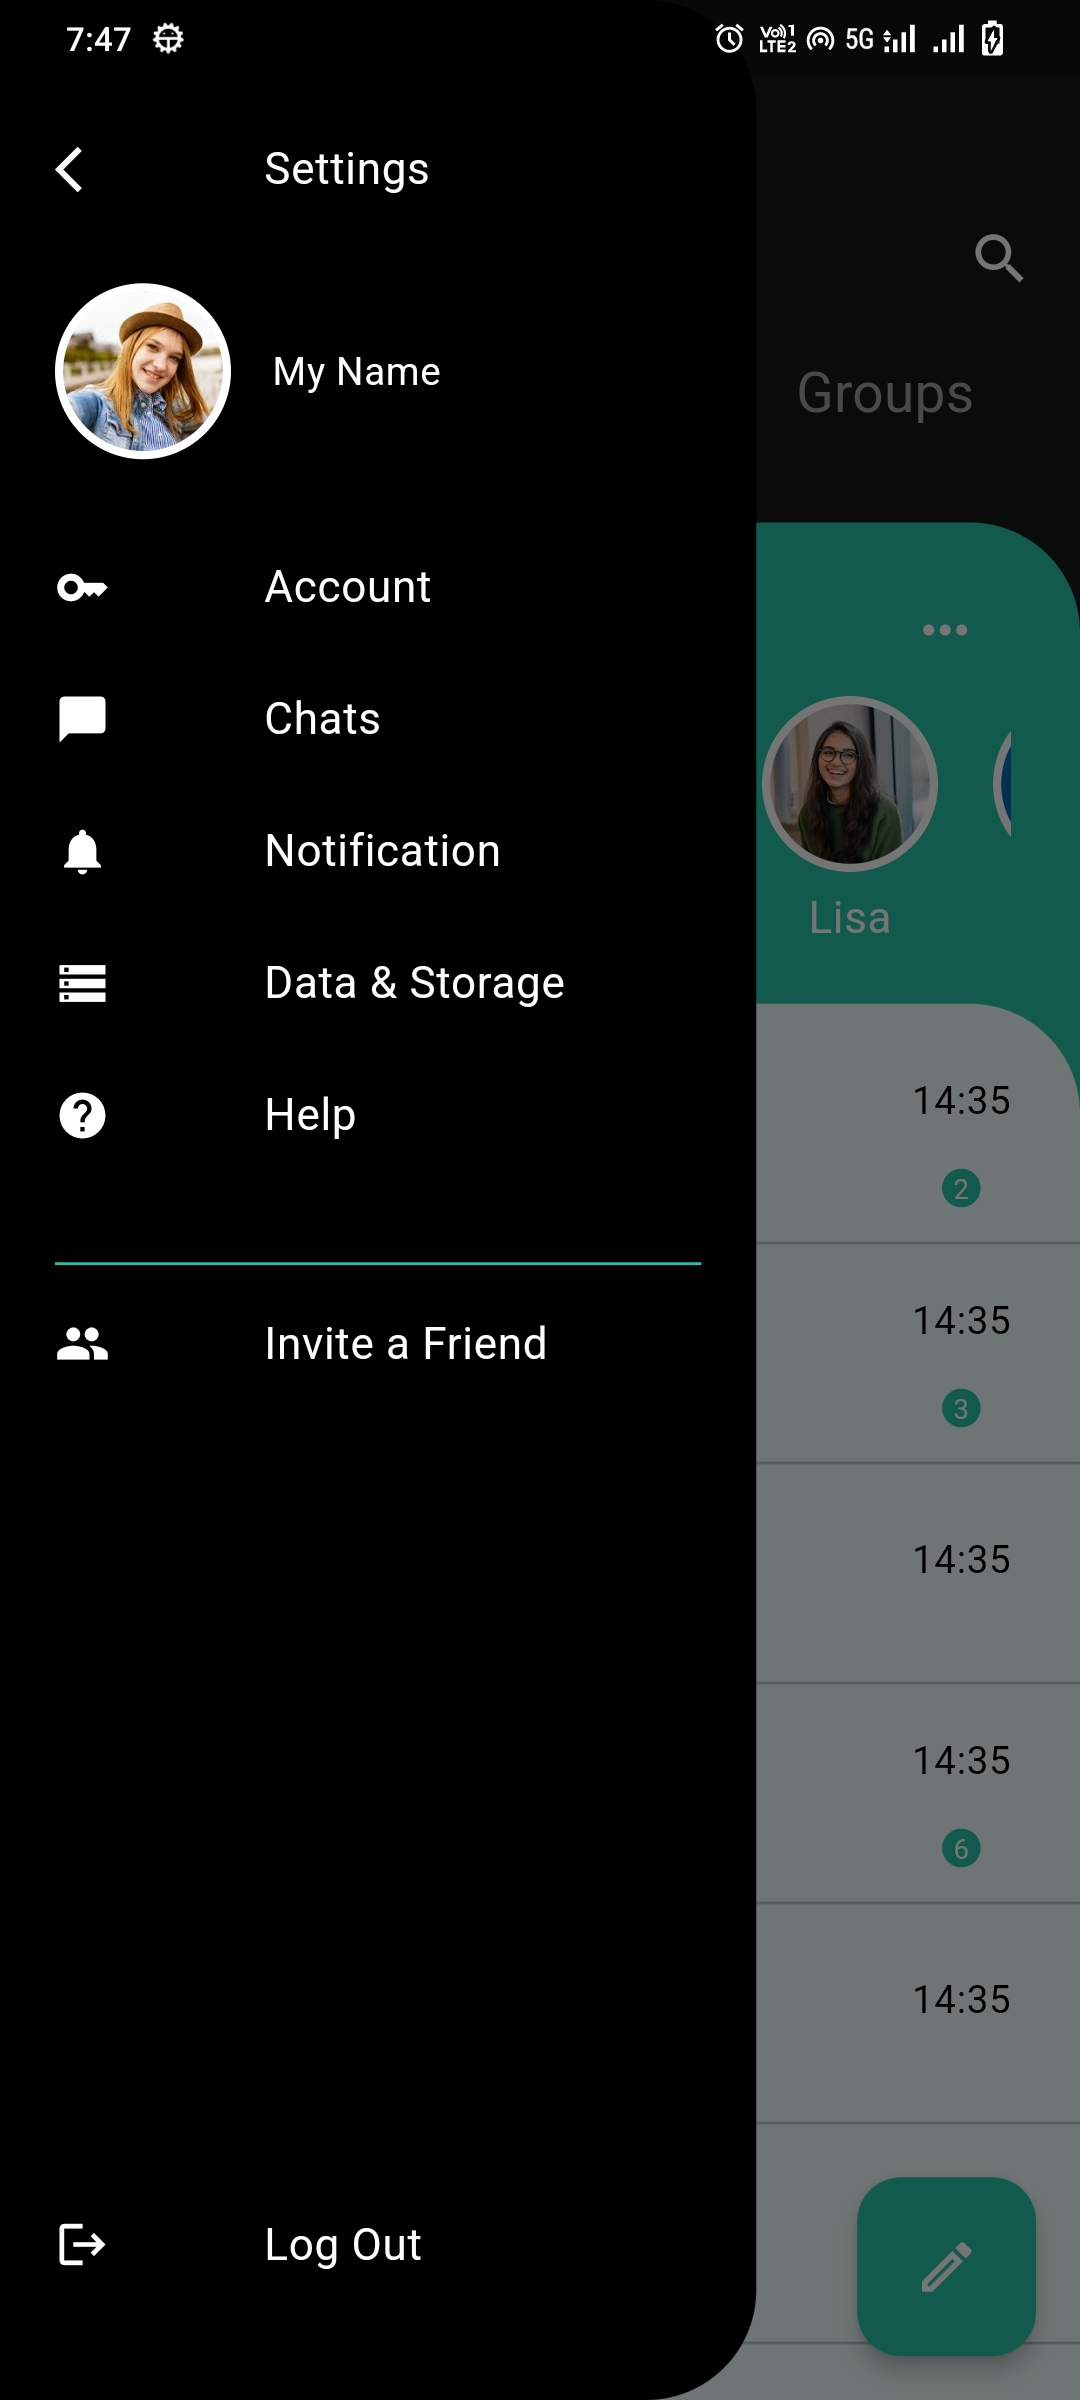 7:47 Vo) 1 LTE2 5G
Settings
My Name
Groups
Account
Chats
Notification
Data & Storage
Help
Invite a Friend
Log Out
Lisa
14:35
2
14:35
3
14:35
14:35
6
14:35